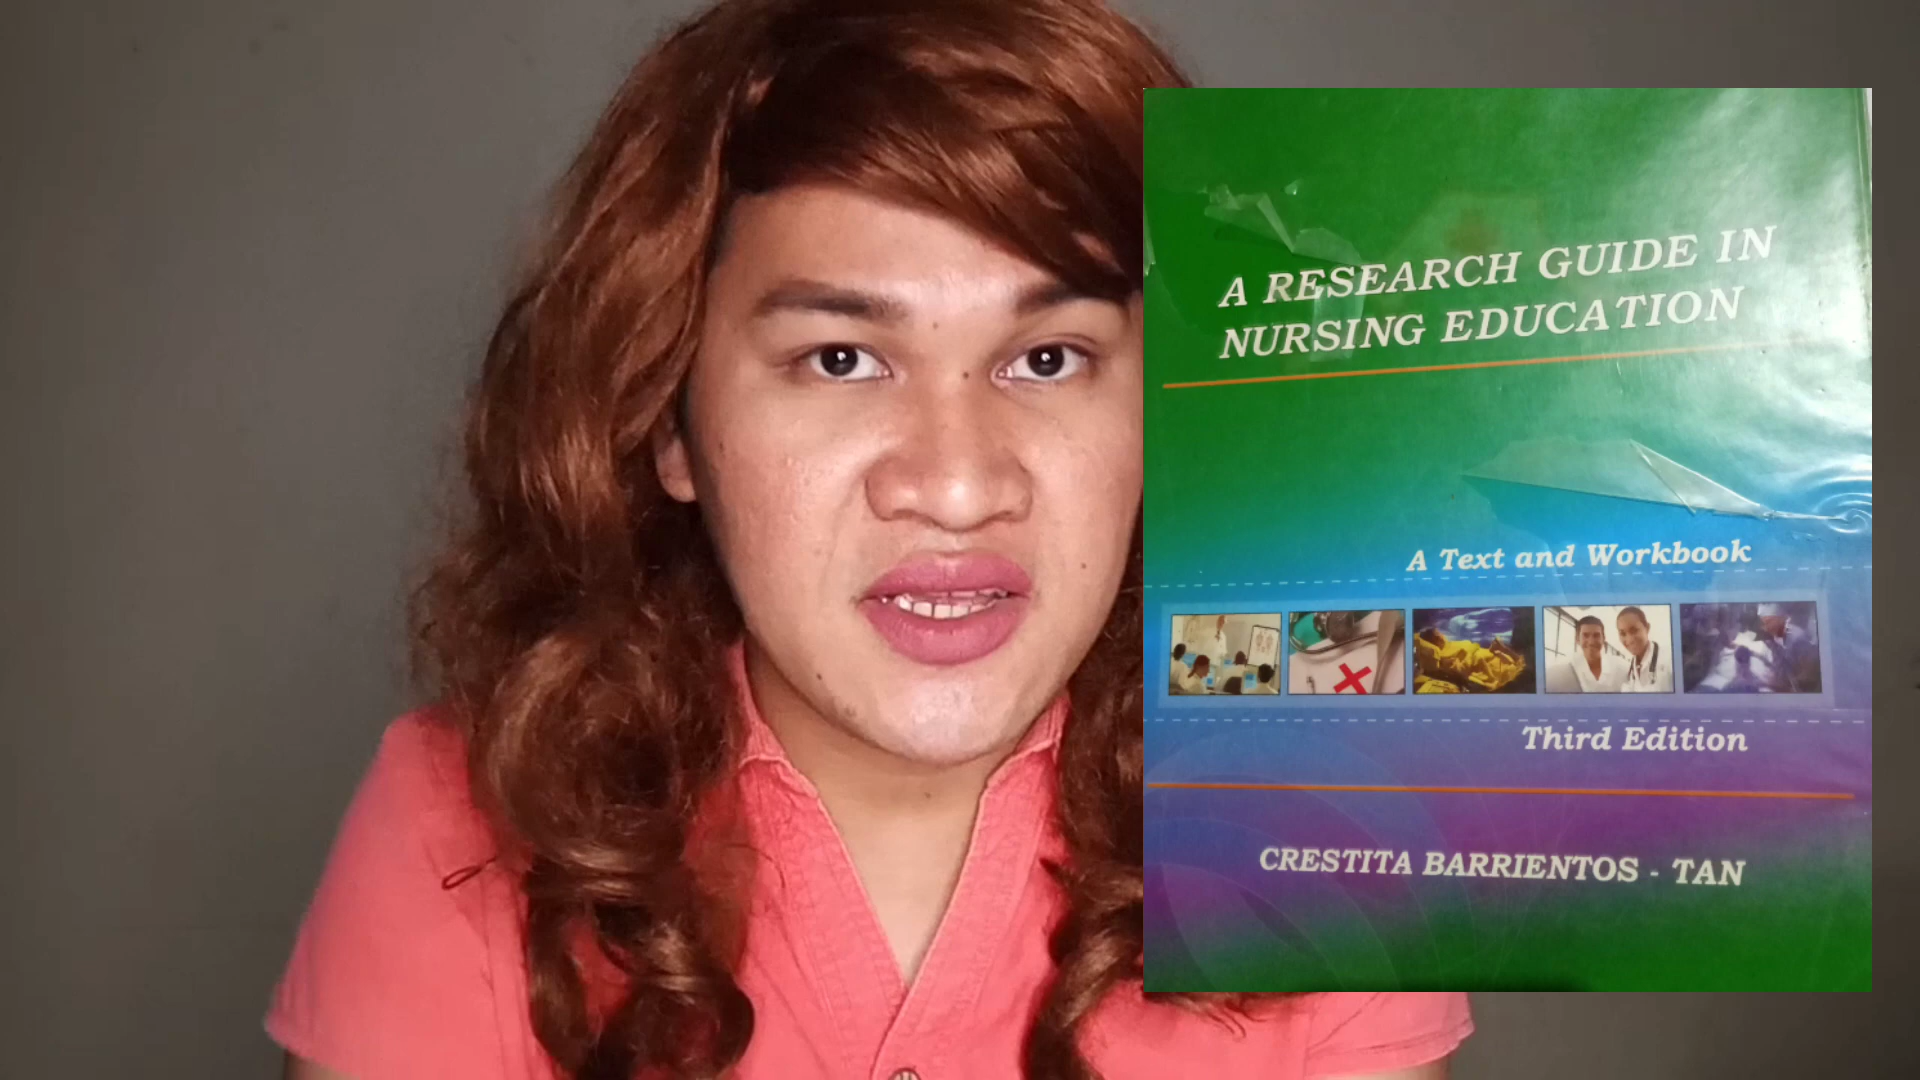 A RESEARCH GUIDE IN
NURSING EDUCATION
A Text and Workbook
Third Edition
CRESTITA BARRIENTOS - TAN